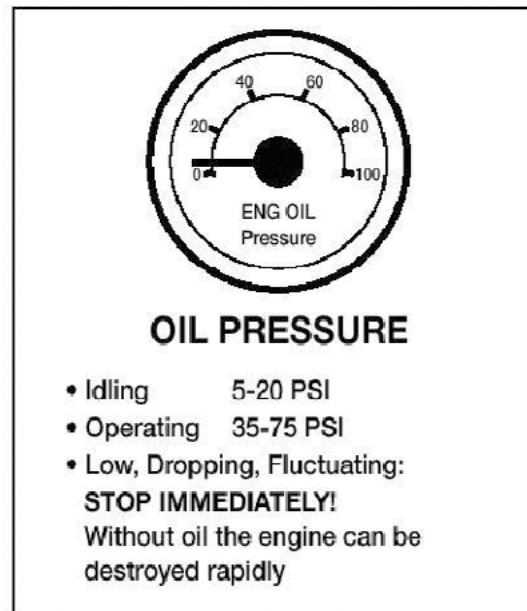 40 60
20 80
0 100
ENG OIL
Pressure
OIL PRESSURE
• Idling 5-20 PSI
• Operating 35-75 PSI
• Low, Dropping, Fluctuating:
STOP IMMEDIATELY!
Without oil the engine can be
destroyed rapidly